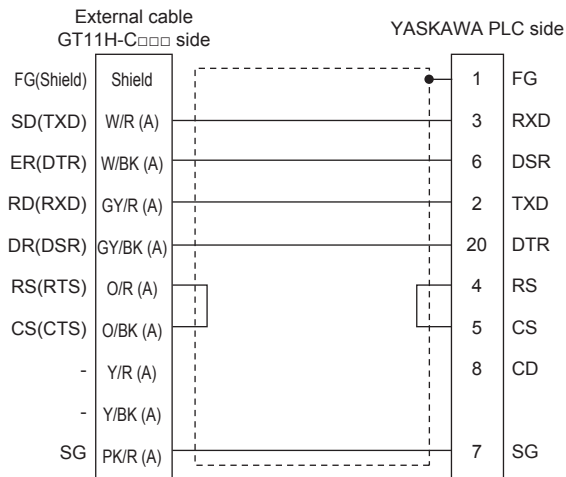 External cable
GT11H-C□□□ side
YASKAWA PLC side
FG(Shield) Shield 1 FG
SD(TXD) W/R (A) 3 RXD
ER(DTR) W/BK (A) 6 DSR
RD(RXD) GY/R (A) 2 TXD
DR(DSR) GY/BK (A) 20 DTR
RS(RTS) O/R (A) 4 RS
CS(CTS) O/BK (A) 5 CS
- Y/R (A) 8 CD
- Y/BK (A)
SG PK/R (A) 7 SG